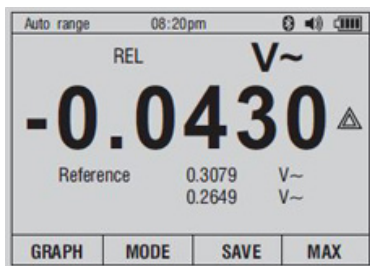 Auto range 08:20pm
REL V~
-0.0430
Reference 0.3079 V~
0.2649 V~
GRAPH MODE SAVE MAX